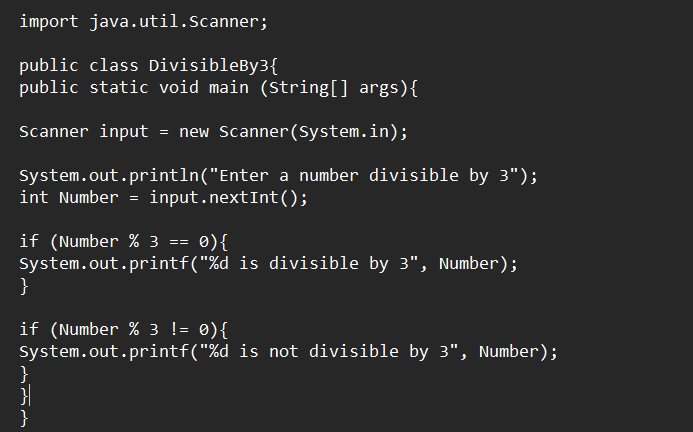 import java.util.Scanner;
public class DivisibleBy3{
public static void main (String[] args){
Scanner input = new Scanner(System.in);
System.out.println("Enter a number divisible by 3");
int Number = input.nextInt();
if (Number % 3 == 0){
System.out.printf("%d is divisible by 3", Number);
}
if (Number % 3 != 0){
System.out.printf("%d is not divisible by 3", Number);
}
}
}